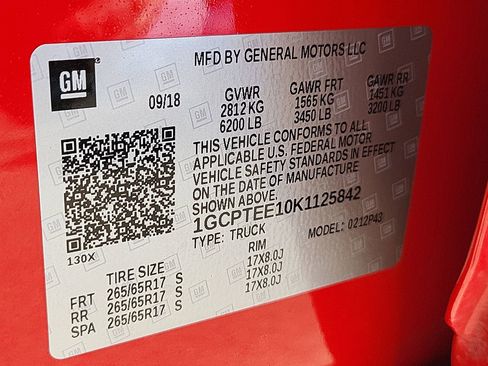 GM
MFD BY GENERAL MOTORS LLC
09/18
GVWR GAWR FRT GAWR RR
2812 KG 1565 KG 1451 KG
6200 LB 3450 LB 3200 LB
THIS VEHICLE CONFORMS TO ALL
APPLICABLE U.S. FEDERAL MOTOR
VEHICLE SAFETY STANDARDS IN EFFECT
ON THE DATE OF MANUFACTURE
SHOWN ABOVE.
1GCPTEE10K1125842
TYPE: TRUCK MODEL: 0212P43
130X
TIRE SIZE RIM
FRT 265/65R17 S 17X8.0J
RR 265/65R17 S 17X8.0J
SPA 265/65R17 S 17X8.0J